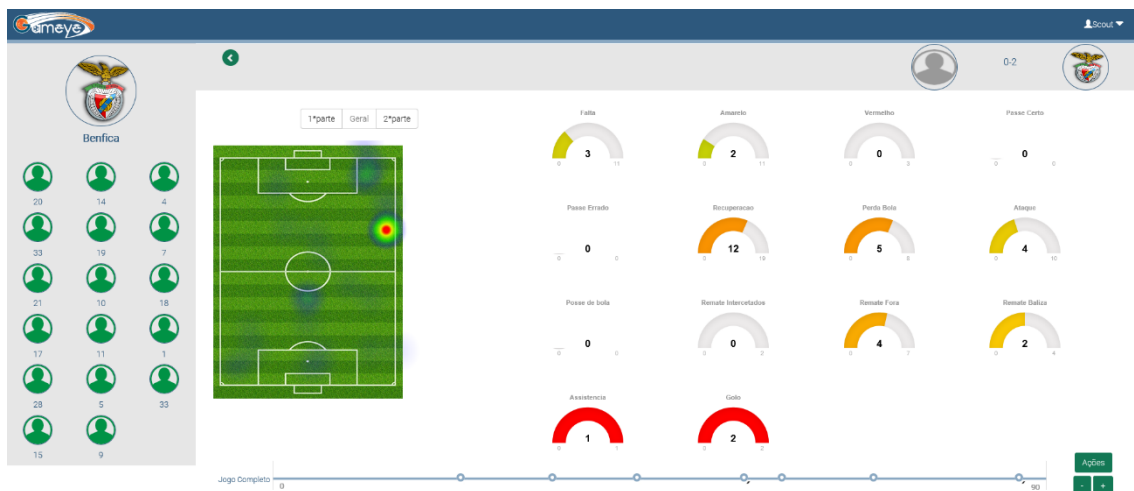 Gameye
Scout
0-2
Benfica
1ªparte Geral 2ªparte
20 14 4
33 19 7
21 10 18
17 11 1
28 5 33
15 9
Falta
3
0 11
Amarelo
2
0 11
Vermelho
0
0 3
Passe Certo
0
0 0
Passe Errado
0
0 0
Recuperacao
12
0 19
Perda Bola
5
0 8
Ataque
4
0 10
Posse de bola
0
0 0
Remate Intercetados
0
0 2
Remate Fora
4
0 7
Remate Baliza
2
0 4
Assistencia
1
0 1
Golo
2
0 2
Jogo Completo
0 90
Ações
- +